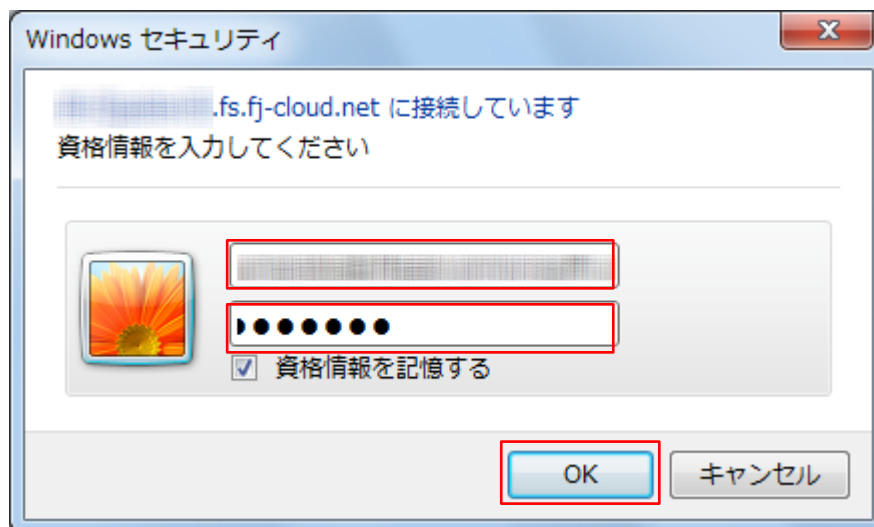 Windows セキュリティ
.fs.fj-cloud.net に接続しています
資格情報を入力してください
●●●●●●●
資格情報を記憶する
OK
キャンセル